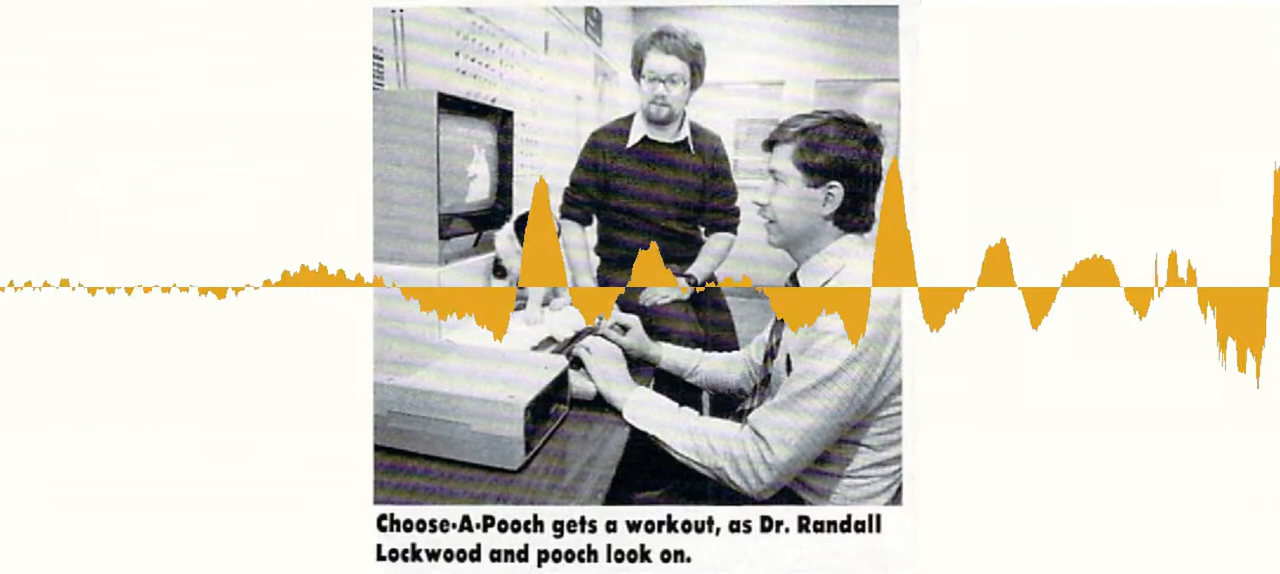 Choose-A-Pooch gets a workout, as Dr. Randall
Lockwood and pooch look on.